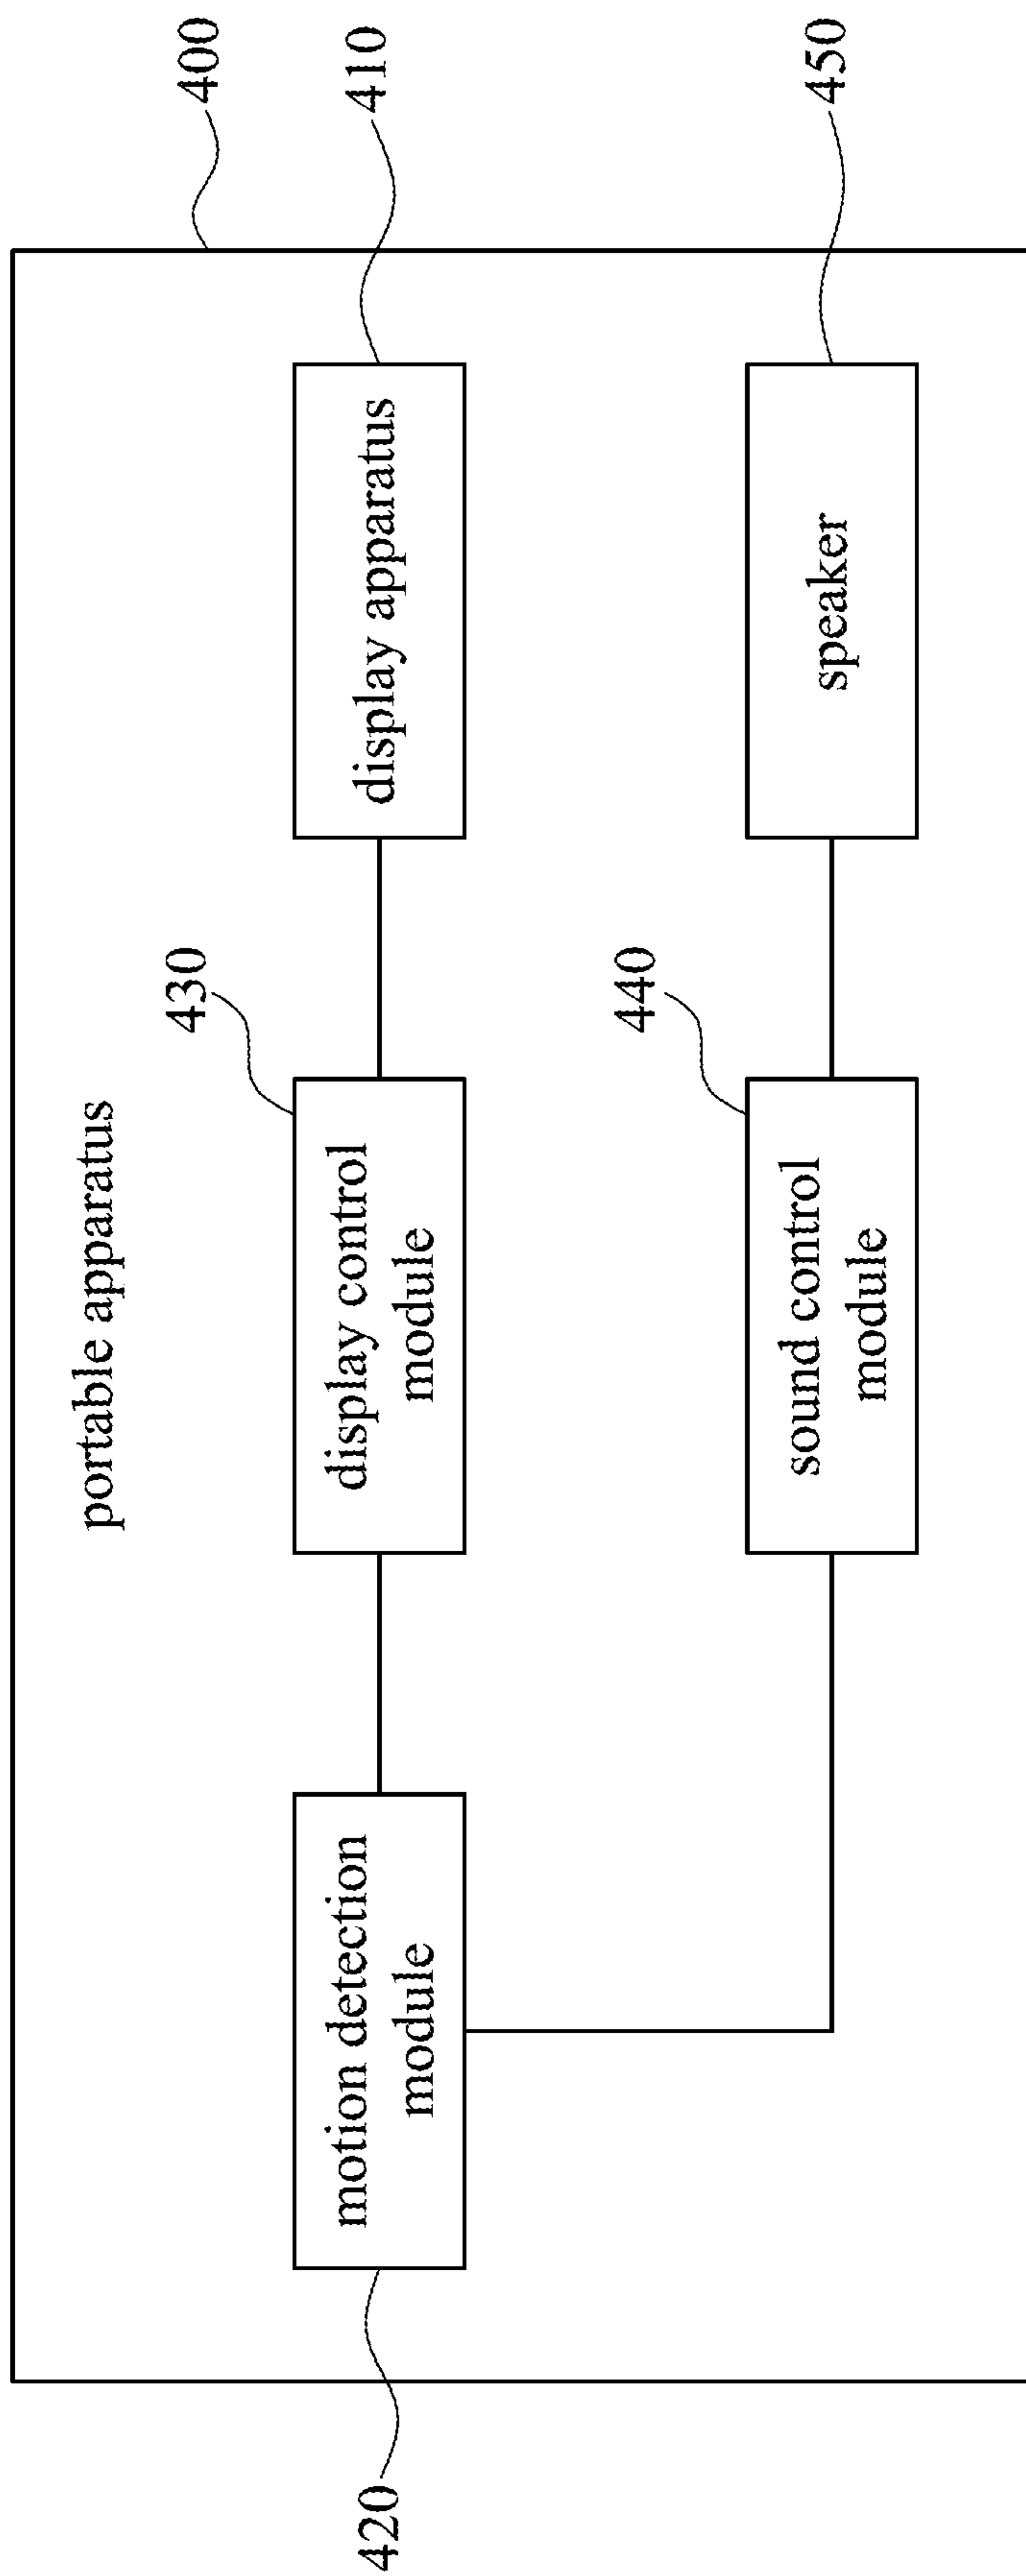 portable apparatus
400
420
motion detection
module
430
display control
module
410
display apparatus
440
sound control
module
450
speaker